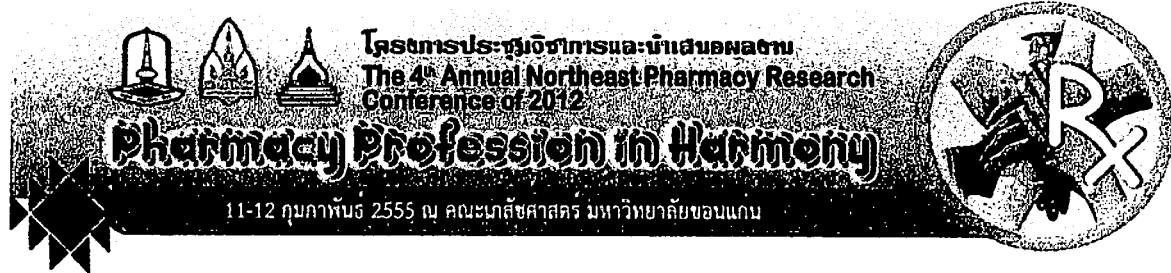 โครงการประชุมวิชาการและนำเสนอผลงาน
The 4th Annual Northeast Pharmacy Research
Conference of 2012
Pharmacy Profession in Harmony
11-12 กุมภาพันธ์ 2555 ณ คณะเภสัชศาสตร์ มหาวิทยาลัยขอนแก่น
Rx